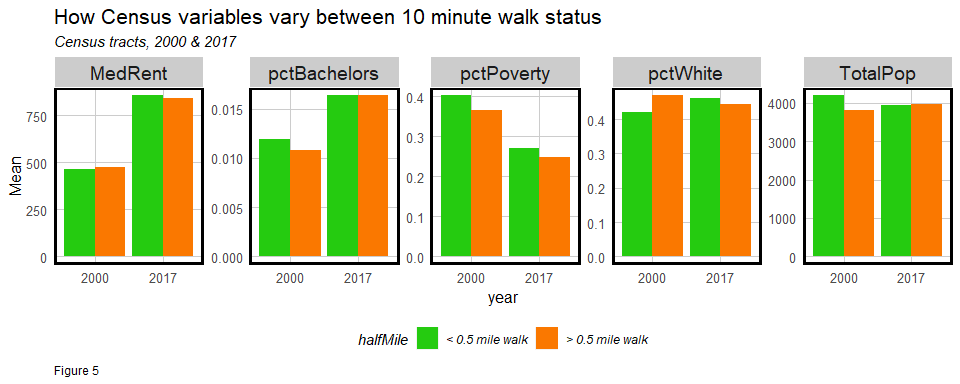 How Census variables vary between 10 minute walk status
Census tracts, 2000 & 2017
MedRent pctBachelors pctPoverty pctWhite TotalPop
Mean
750
500
250
0
0.015
0.010
0.005
0.000
0.4
0.3
0.2
0.1
0.0
0.4
0.3
0.2
0.1
0.0
4000
3000
2000
1000
0
2000 2017 2000 2017 2000 2017 2000 2017 2000 2017
year
halfMile < 0.5 mile walk > 0.5 mile walk
Figure 5